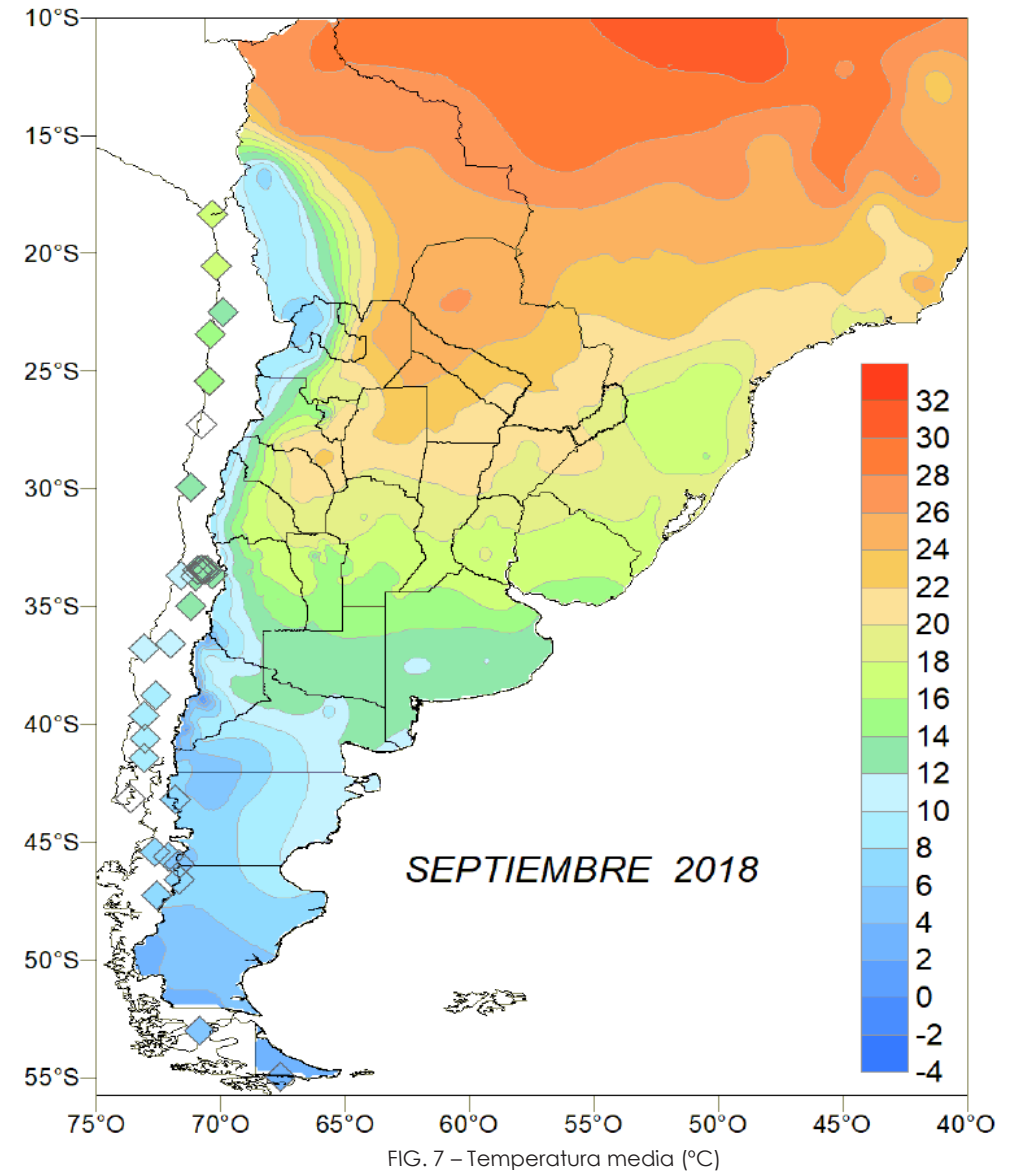 10°S
15°S
20°S
25°S
30°S
35°S
40°S
45°S
50°S
55°S
32
30
28
26
24
22
20
18
16
14
12
10
8
6
4
2
0
-2
-4
SEPTIEMBRE 2018
75°O 70°O 65°O 60°O 55°O 50°O 45°O 40°O
FIG. 7 – Temperatura media (°C)